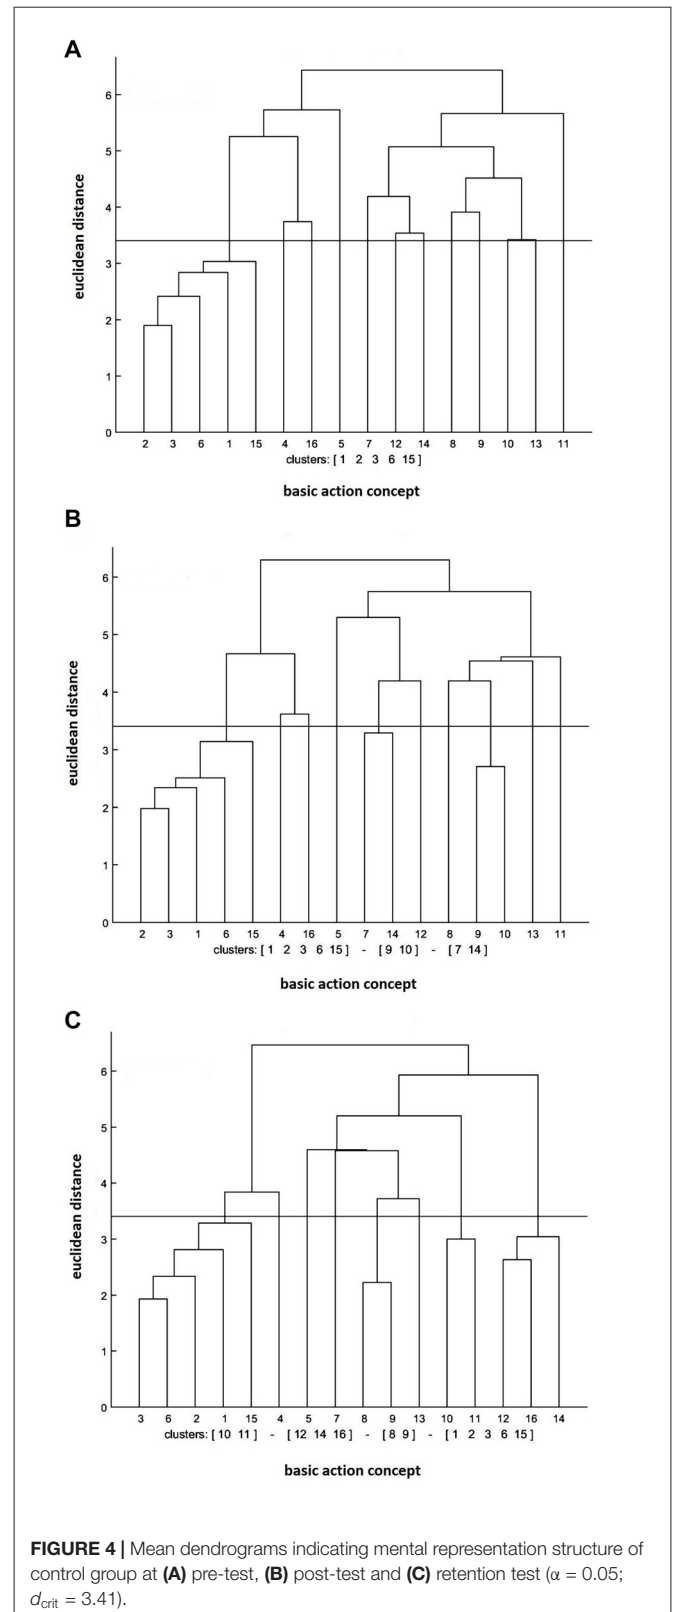 A
6
5
4
3
2
1
0
euclidean distance
2 3 6 1 15 4 16 5 7 12 14 8 9 10 13 11
clusters: [ 1 2 3 6 15 ]
basic action concept
B
6
5
4
3
2
1
0
euclidean distance
2 3 1 6 15 4 16 5 7 14 12 8 9 10 13 11
clusters: [ 1 2 3 6 15 ] - [ 9 10 ] - [ 7 14 ]
basic action concept
C
6
5
4
3
2
1
0
euclidean distance
3 6 2 1 15 4 5 7 8 9 13 10 11 12 16 14
clusters: [ 10 11 ] - [ 12 14 16 ] - [ 8 9 ] - [ 1 2 3 6 15 ]
basic action concept
FIGURE 4 | Mean dendrograms indicating mental representation structure of
control group at (A) pre-test, (B) post-test and (C) retention test (α = 0.05;
dcrit = 3.41).